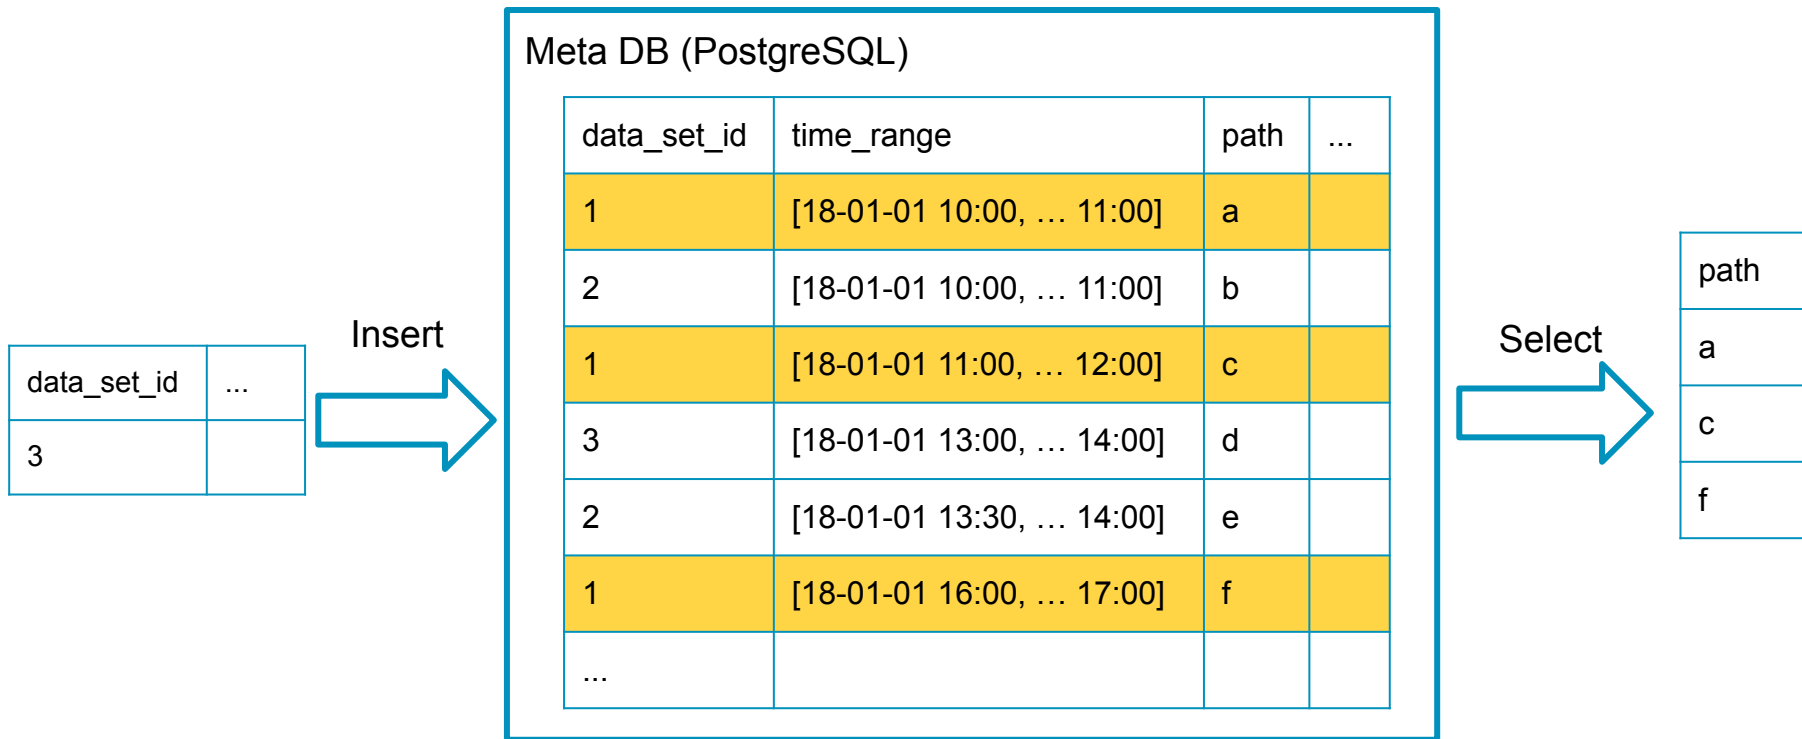 Meta DB (PostgreSQL)
data_set_id time_range path ...
1 [18-01-01 10:00, … 11:00] a
2 [18-01-01 10:00, … 11:00] b
1 [18-01-01 11:00, … 12:00] c
3 [18-01-01 13:00, … 14:00] d
2 [18-01-01 13:30, … 14:00] e
1 [18-01-01 16:00, … 17:00] f
...
Insert
data_set_id ...
3
Select
path
a
c
f